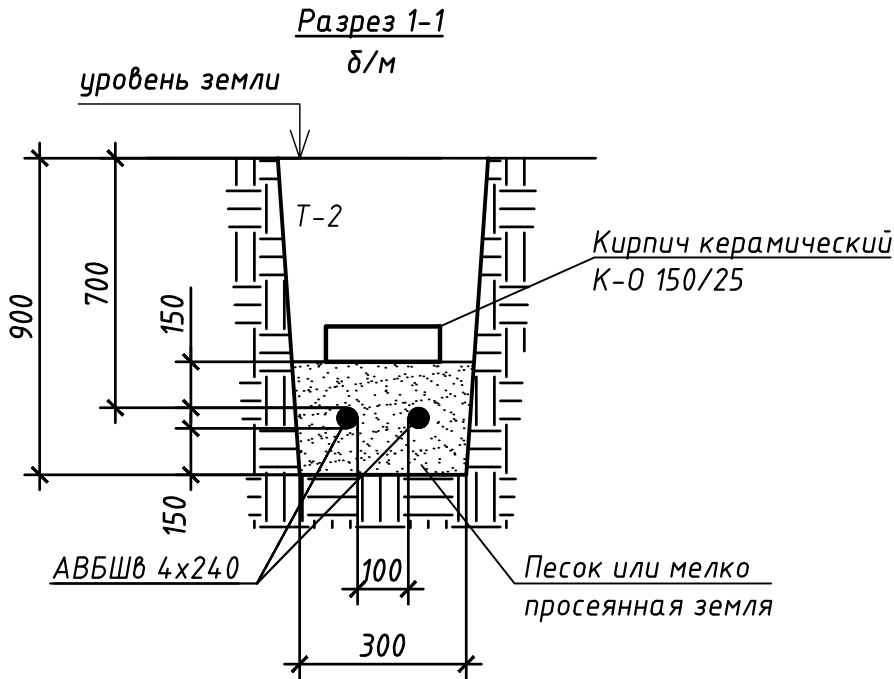 Разрез 1-1
б/м
уровень земли
Т-2
Кирпич керамический
К-О 150/25
900
700
150
150
АВБШв 4х240
100
Песок или мелко
просеянная земля
300